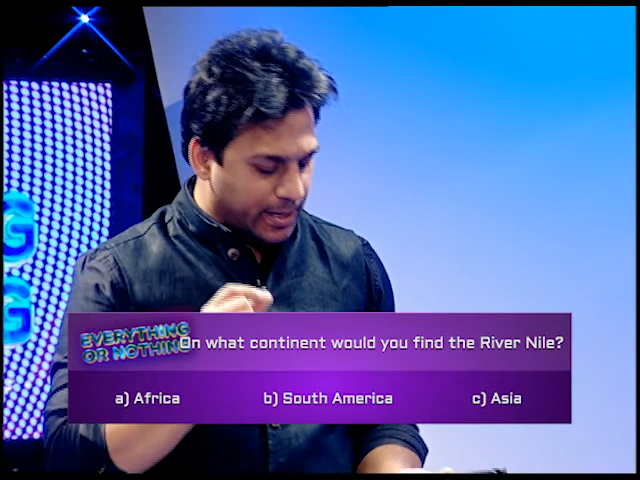 EVERYTHING
OR NOTHING
On what continent would you find the River Nile?
a) Africa
b) South America
c) Asia
G
G